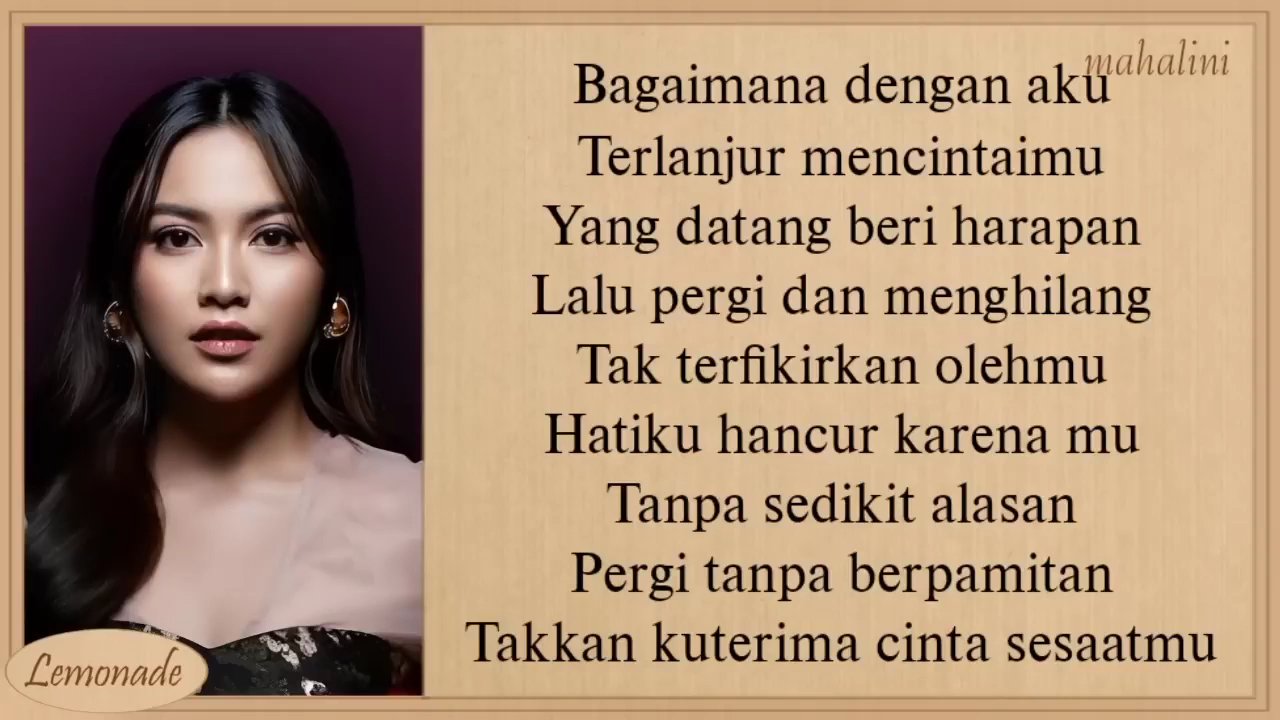 mahalini
Bagaimana dengan aku
Terlanjur mencintaimu
Yang datang beri harapan
Lalu pergi dan menghilang
Tak terfikirkan olehmu
Hatiku hancur karena mu
Tanpa sedikit alasan
Pergi tanpa berpamitan
Takkan kuterima cinta sesaatmu
Lemonade